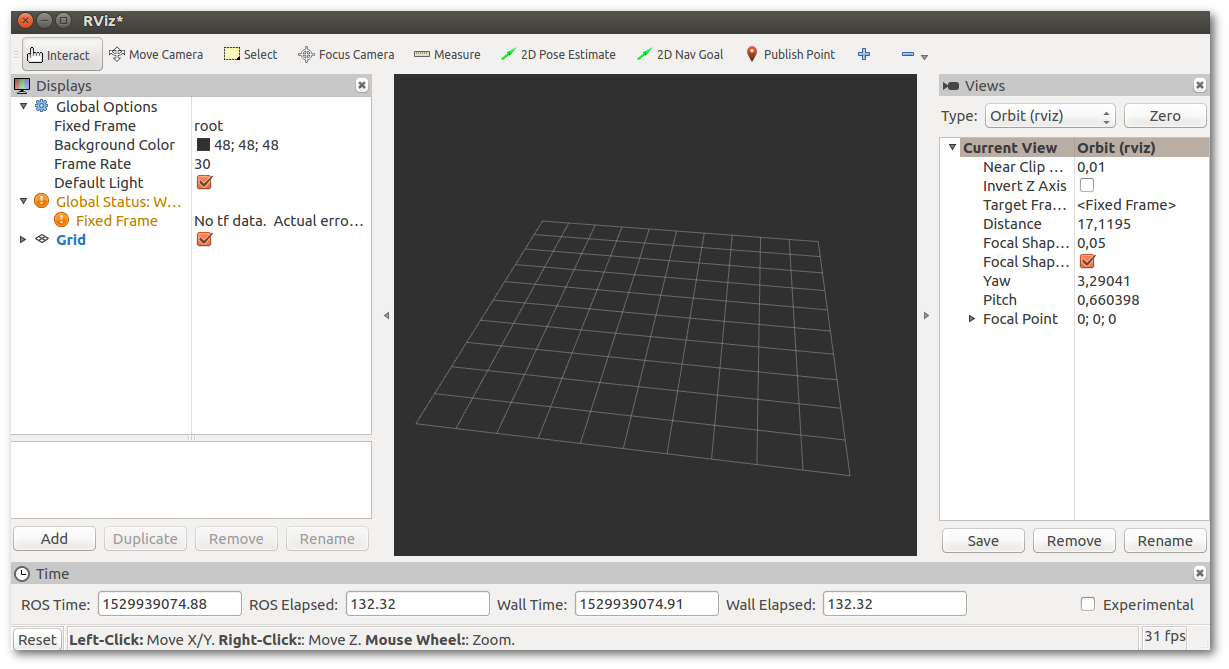 RViz*
Interact Move Camera Select Focus Camera Measure 2D Pose Estimate 2D Nav Goal Publish Point
Displays
Global Options
Fixed Frame root
Background Color 48; 48; 48
Frame Rate 30
Default Light
Global Status: W...
Fixed Frame No tf data.  Actual erro...
Grid
Add Duplicate Remove Rename
Views
Type: Orbit (rviz) Zero
Current View Orbit (rviz)
Near Clip ... 0,01
Invert Z Axis
Target Fra... <Fixed Frame>
Distance 17,1195
Focal Shap... 0,05
Focal Shap...
Yaw 3,29041
Pitch 0,660398
Focal Point 0; 0; 0
Save Remove Rename
Time
ROS Time: 1529939074.88 ROS Elapsed: 132.32 Wall Time: 1529939074.91 Wall Elapsed: 132.32 Experimental
Reset Left-Click: Move X/Y. Right-Click:: Move Z. Mouse Wheel:: Zoom. 31 fps